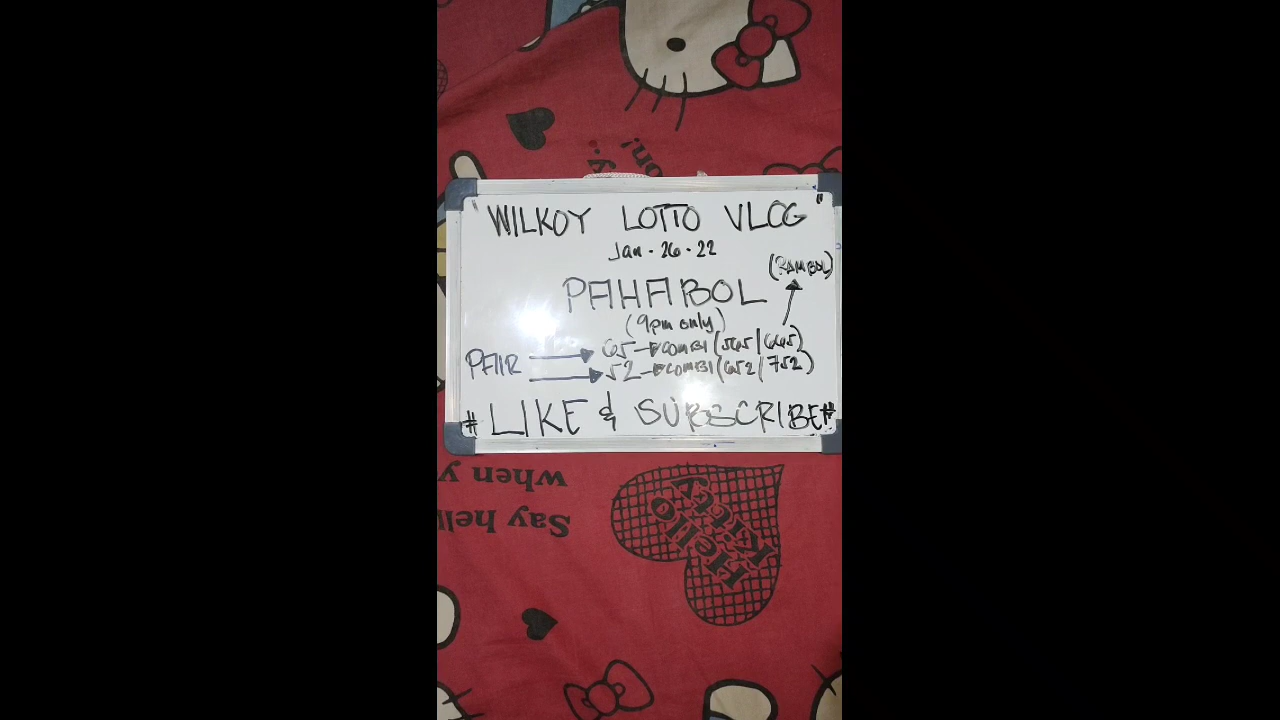 "WILKOY LOTTO VLOG"
Jan - 26 - 22
(RAMBOL)
PAHABOL
(9pm only)
PAIR
65 → COMBI (565/665)
52 → COMBI (652/752)
# LIKE & SUBSCRIBE #
when y
Say hell
Hello
Kitty